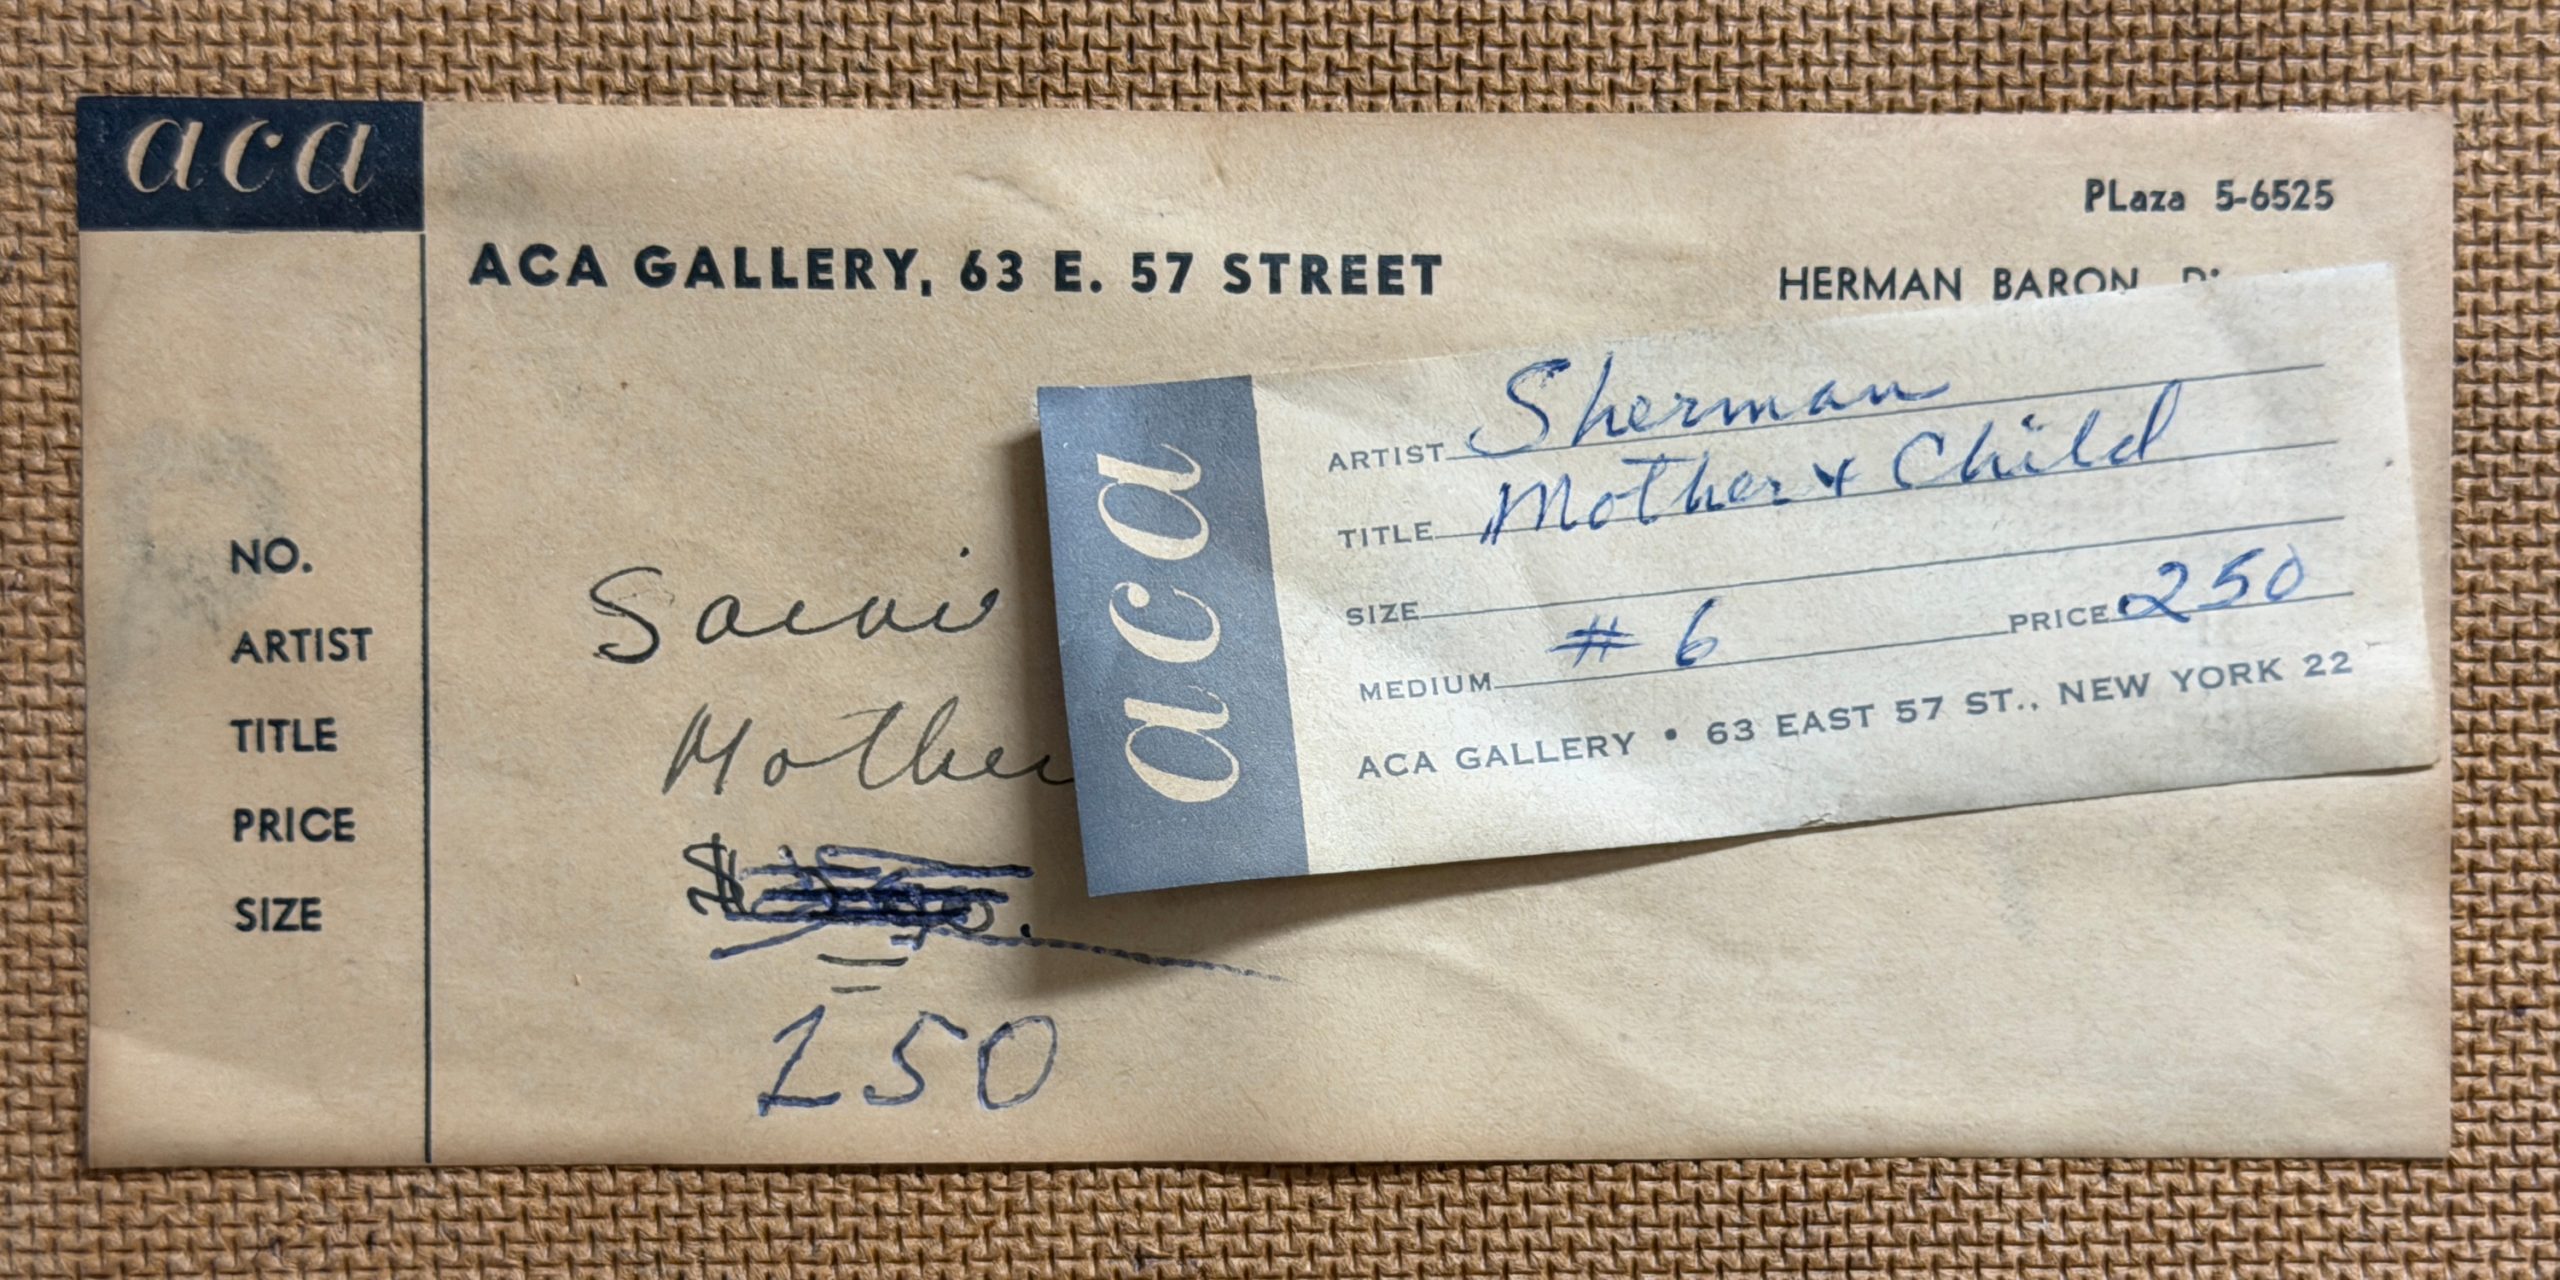 aca
PLaza 5-6525
ACA GALLERY, 63 E. 57 STREET
HERMAN BARON
NO.
ARTIST
TITLE Mother
PRICE $
250
SIZE
aca
ARTIST Sherman
TITLE Mother & Child
SIZE
MEDIUM # 6 PRICE 250
ACA GALLERY • 63 EAST 57 ST., NEW YORK 22